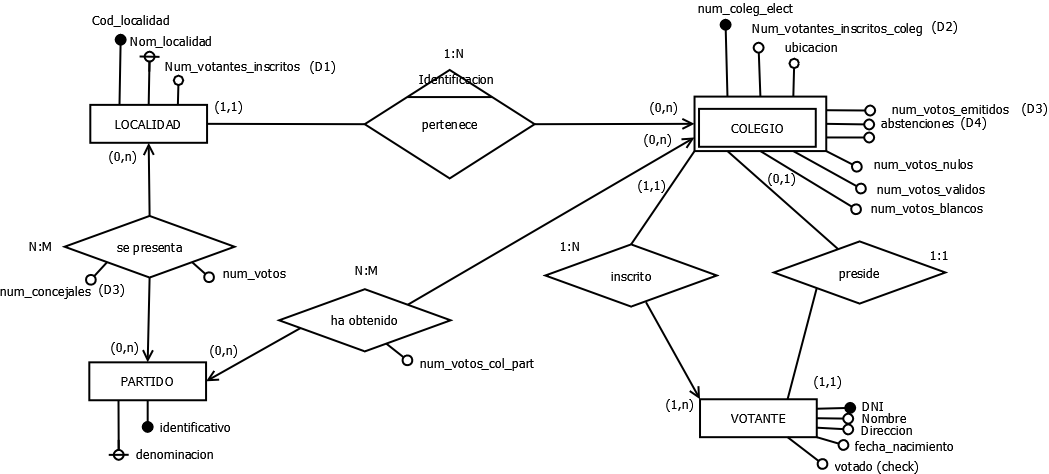 Cod_localidad
Nom_localidad
Num_votantes_inscritos (D1)
LOCALIDAD
(1,1)
1:N
Identificacion
pertenece
(0,n)
num_coleg_elect
Num_votantes_inscritos_coleg (D2)
ubicacion
COLEGIO
num_votos_emitidos (D3)
abstenciones (D4)
num_votos_nulos
num_votos_validos
num_votos_blancos
(0,n)
(0,n)
(1,1)
(0,1)
N:M
se presenta
num_votos
num_concejales (D3)
(0,n)
N:M
ha obtenido
num_votos_col_part
(0,n)
1:N
inscrito
preside
1:1
PARTIDO
identificativo
denominacion
(1,n)
(1,1)
VOTANTE
DNI
Nombre
Direccion
fecha_nacimiento
votado (check)